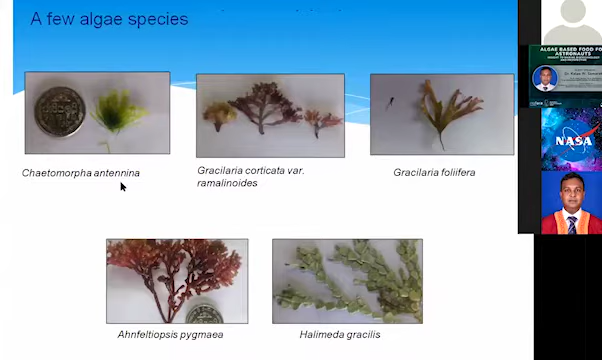 A few algae species
ALGAE BASED FOOD FOR
ASTRONAUTS
NASA
Chaetomorpha antennina
Gracilaria corticata var.
ramalinoides
Gracilaria foliifera
Ahnfeltiopsis pygmaea
Halimeda gracilis